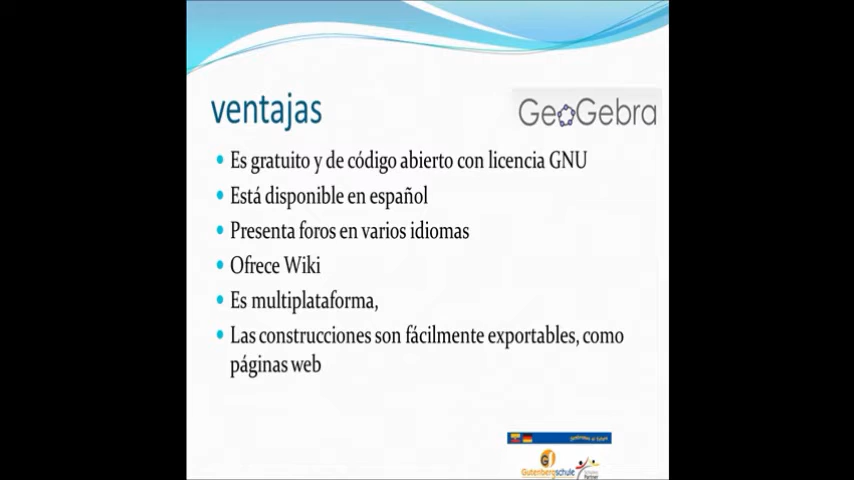 ventajas
GeoGebra
Es gratuito y de código abierto con licencia GNU
Está disponible en español
Presenta foros en varios idiomas
Ofrece Wiki
Es multiplataforma,
Las construcciones son fácilmente exportables, como
páginas web
Gutenbergschule